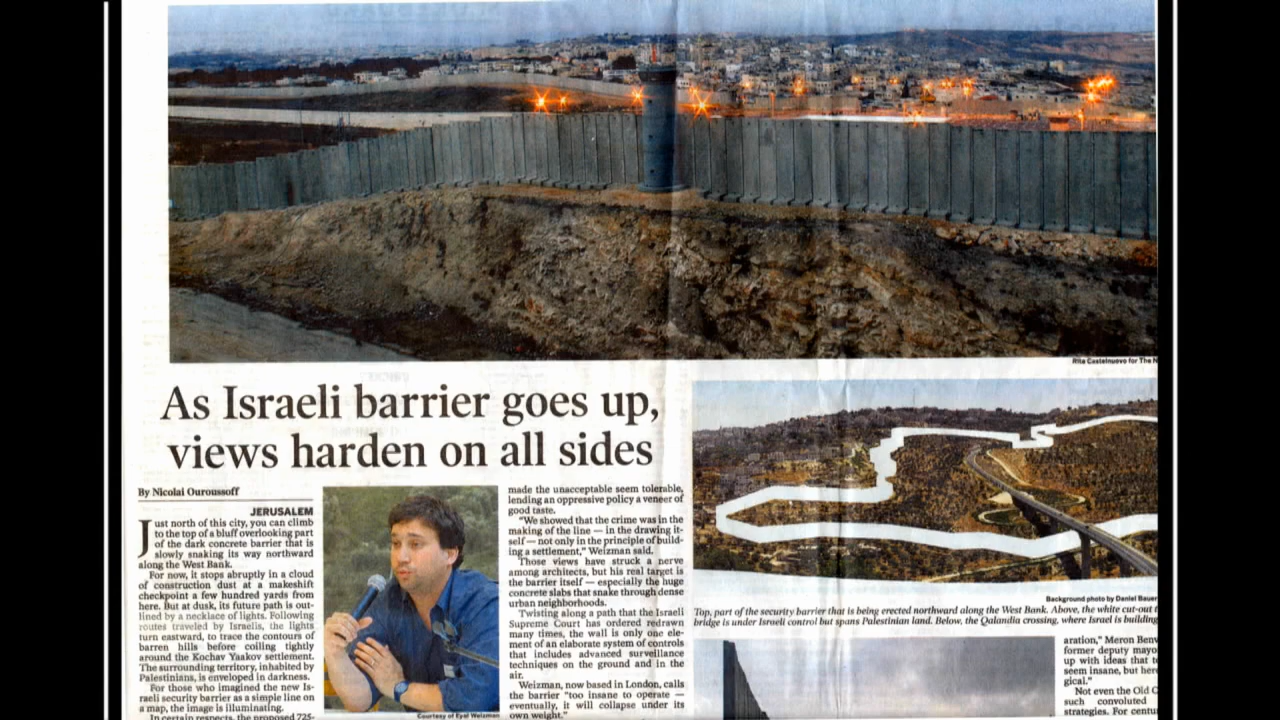 Rita Castelnuovo for The N
As Israeli barrier goes up,
views harden on all sides
By Nicolai Ouroussoff
JERUSALEM
Just north of this city, you can climb
to the top of a bluff overlooking part
of the dark concrete barrier that is
slowly snaking its way northward
along the West Bank.
For now, it stops abruptly in a cloud
of construction dust at a makeshift
checkpoint a few hundred yards from
here. But at dusk, its future path is out-
lined by a necklace of lights. Following
routes traveled by Israelis, the lights
turn eastward, to trace the contours of
barren hills before coiling tightly
around the Kochav Yaakov settlement.
The surrounding territory, inhabited by
Palestinians, is enveloped in darkness.
For those who imagined the new Is-
raeli security barrier as a simple line on
a map, the image is illuminating.
In certain respects, the proposed 725-
Courtesy of Eyal Weizman
made the unacceptable seem tolerable,
lending an oppressive policy a veneer of
good taste.
"We showed that the crime was in the
making of the line — in the drawing it-
self — not only in the principle of build-
ing a settlement," Weizman said.
Those views have struck a nerve
among architects, but his real target is
the barrier itself — especially the huge
concrete slabs that snake through dense
urban neighborhoods.
Twisting along a path that the Israeli
Supreme Court has ordered redrawn
many times, the wall is only one ele-
ment of an elaborate system of controls
that includes advanced surveillance
techniques on the ground and in the
air.
Weizman, now based in London, calls
the barrier "too insane to operate —
eventually, it will collapse under its
own weight."
Background photo by Daniel Bauer
Top, part of the security barrier that is being erected northward along the West Bank. Above, the white cut-out t
bridge is under Israeli control but spans Palestinian land. Below, the Qalandia crossing, where Israel is building
aration," Meron Benv
former deputy mayo
up with ideas that t
seem insane, but her
gical."
Not even the Old C
such convoluted
strategies. For centu